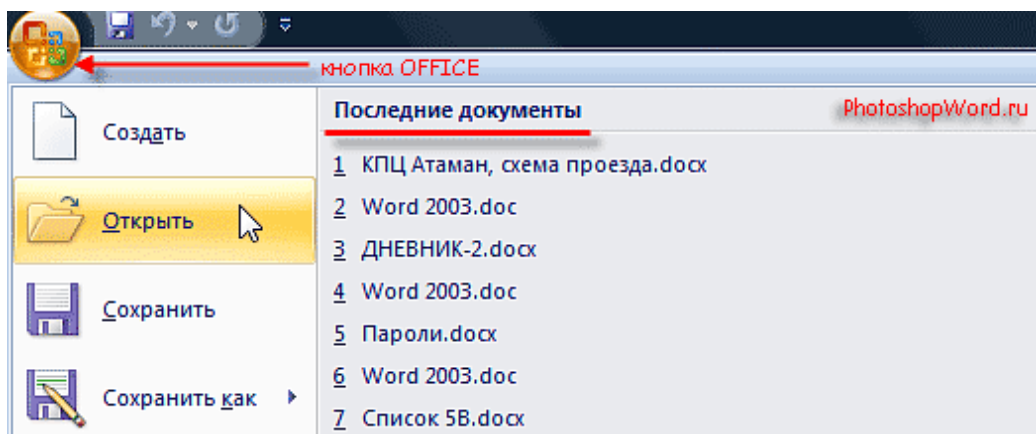 кнопка OFFICE
Последние документы
PhotoshopWord.ru
Создать
Открыть
Сохранить
Сохранить как
1 КПЦ Атаман, схема проезда.docx
2 Word 2003.doc
3 ДНЕВНИК-2.docx
4 Word 2003.doc
5 Пароли.docx
6 Word 2003.doc
7 Список 5В.docx